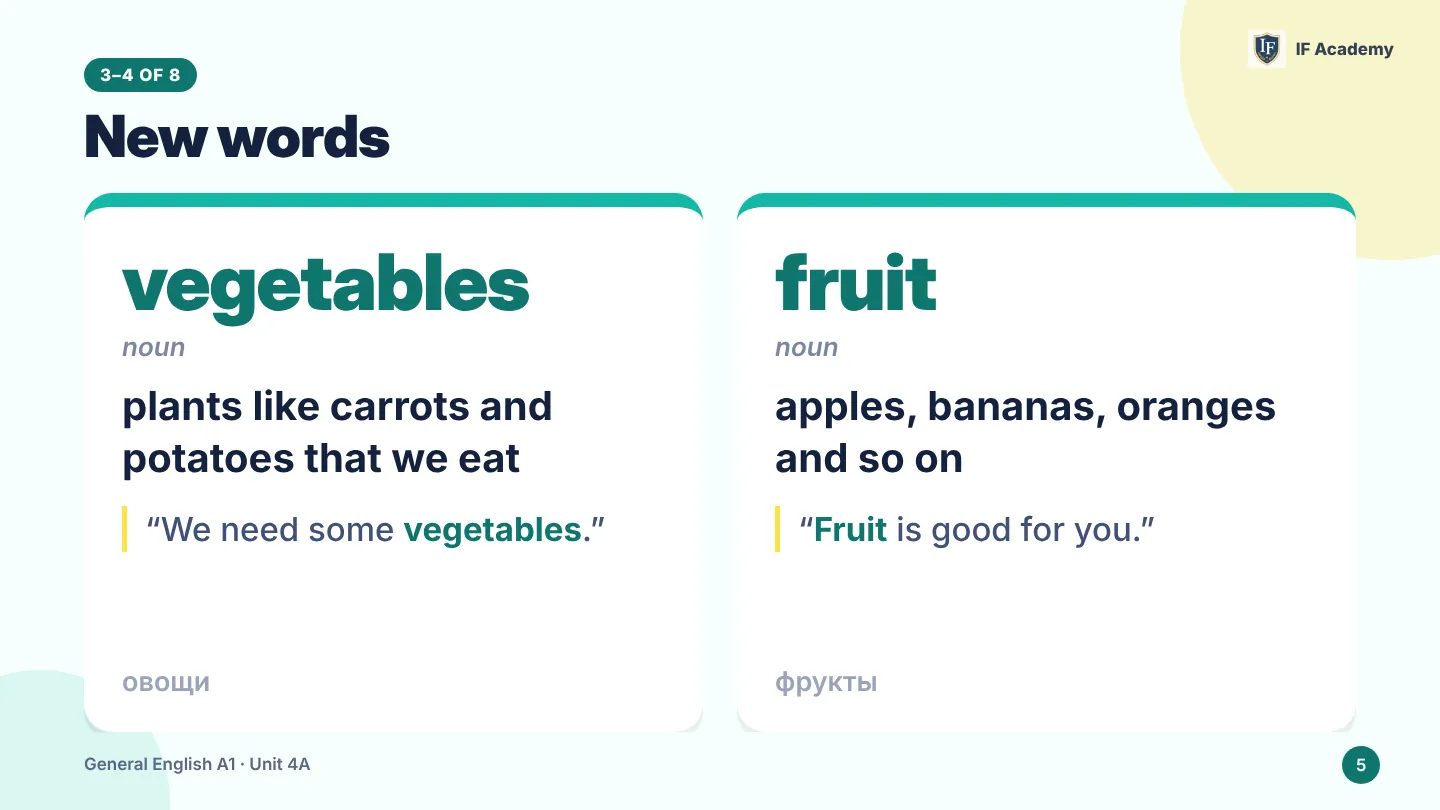 IF
IF Academy
3–4 OF 8
New words
vegetables
noun
plants like carrots and
potatoes that we eat
“We need some vegetables.”
овощи
fruit
noun
apples, bananas, oranges
and so on
“Fruit is good for you.”
фрукты
General English A1 · Unit 4A
5